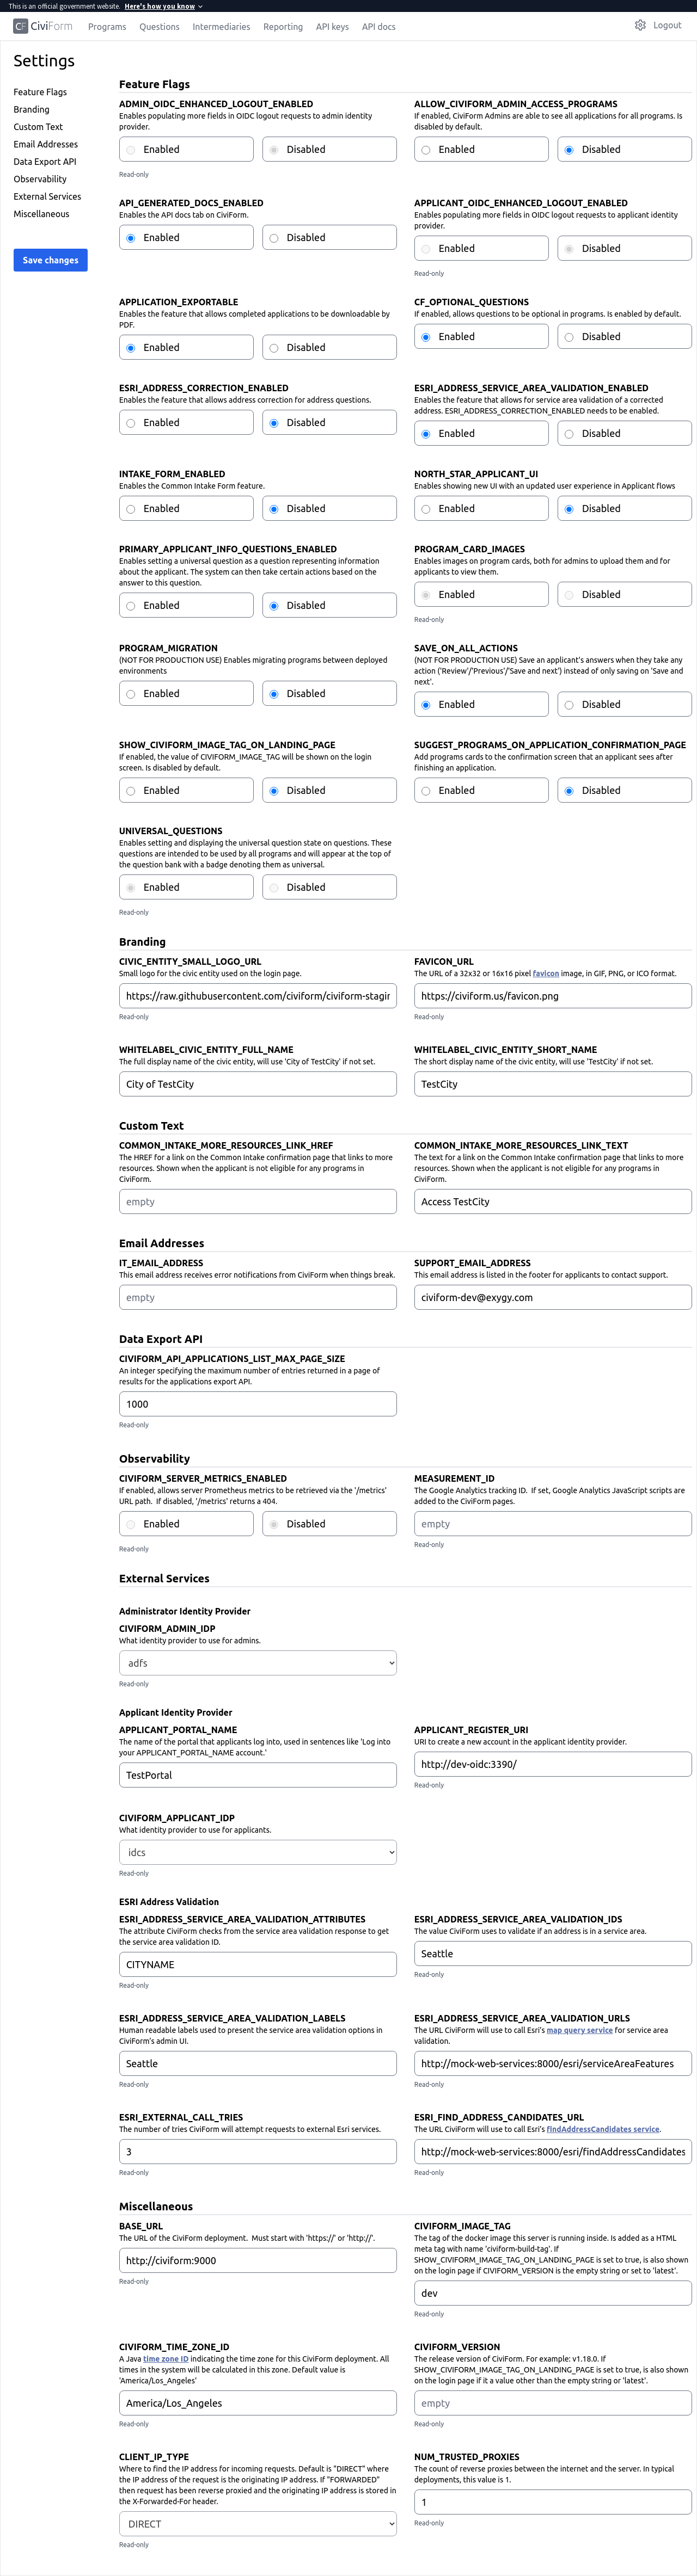 This is an official government website. Here's how you know
CF CiviForm Programs Questions Intermediaries Reporting API keys API docs Logout
Settings
Feature Flags
Branding
Custom Text
Email Addresses
Data Export API
Observability
External Services
Miscellaneous
Save changes
Feature Flags
ADMIN_OIDC_ENHANCED_LOGOUT_ENABLED
Enables populating more fields in OIDC logout requests to admin identity
provider.
Enabled Disabled
Read-only
ALLOW_CIVIFORM_ADMIN_ACCESS_PROGRAMS
If enabled, CiviForm Admins are able to see all applications for all programs. Is
disabled by default.
Enabled Disabled
API_GENERATED_DOCS_ENABLED
Enables the API docs tab on CiviForm.
Enabled Disabled
APPLICANT_OIDC_ENHANCED_LOGOUT_ENABLED
Enables populating more fields in OIDC logout requests to applicant identity
provider.
Enabled Disabled
Read-only
APPLICATION_EXPORTABLE
Enables the feature that allows completed applications to be downloadable by
PDF.
Enabled Disabled
CF_OPTIONAL_QUESTIONS
If enabled, allows questions to be optional in programs. Is enabled by default.
Enabled Disabled
ESRI_ADDRESS_CORRECTION_ENABLED
Enables the feature that allows address correction for address questions.
Enabled Disabled
ESRI_ADDRESS_SERVICE_AREA_VALIDATION_ENABLED
Enables the feature that allows for service area validation of a corrected
address. ESRI_ADDRESS_CORRECTION_ENABLED needs to be enabled.
Enabled Disabled
INTAKE_FORM_ENABLED
Enables the Common Intake Form feature.
Enabled Disabled
NORTH_STAR_APPLICANT_UI
Enables showing new UI with an updated user experience in Applicant flows
Enabled Disabled
PRIMARY_APPLICANT_INFO_QUESTIONS_ENABLED
Enables setting a universal question as a question representing information
about the applicant. The system can then take certain actions based on the
answer to this question.
Enabled Disabled
PROGRAM_CARD_IMAGES
Enables images on program cards, both for admins to upload them and for
applicants to view them.
Enabled Disabled
Read-only
PROGRAM_MIGRATION
(NOT FOR PRODUCTION USE) Enables migrating programs between deployed
environments
Enabled Disabled
SAVE_ON_ALL_ACTIONS
(NOT FOR PRODUCTION USE) Save an applicant's answers when they take any
action ('Review'/'Previous'/'Save and next') instead of only saving on 'Save and
next'.
Enabled Disabled
SHOW_CIVIFORM_IMAGE_TAG_ON_LANDING_PAGE
If enabled, the value of CIVIFORM_IMAGE_TAG will be shown on the login
screen. Is disabled by default.
Enabled Disabled
SUGGEST_PROGRAMS_ON_APPLICATION_CONFIRMATION_PAGE
Add programs cards to the confirmation screen that an applicant sees after
finishing an application.
Enabled Disabled
UNIVERSAL_QUESTIONS
Enables setting and displaying the universal question state on questions. These
questions are intended to be used by all programs and will appear at the top of
the question bank with a badge denoting them as universal.
Enabled Disabled
Read-only
Branding
CIVIC_ENTITY_SMALL_LOGO_URL
Small logo for the civic entity used on the login page.
https://raw.githubusercontent.com/civiform/civiform-stagir
Read-only
FAVICON_URL
The URL of a 32x32 or 16x16 pixel favicon image, in GIF, PNG, or ICO format.
https://civiform.us/favicon.png
Read-only
WHITELABEL_CIVIC_ENTITY_FULL_NAME
The full display name of the civic entity, will use 'City of TestCity' if not set.
City of TestCity
WHITELABEL_CIVIC_ENTITY_SHORT_NAME
The short display name of the civic entity, will use 'TestCity' if not set.
TestCity
Custom Text
COMMON_INTAKE_MORE_RESOURCES_LINK_HREF
The HREF for a link on the Common Intake confirmation page that links to more
resources. Shown when the applicant is not eligible for any programs in
CiviForm.
empty
COMMON_INTAKE_MORE_RESOURCES_LINK_TEXT
The text for a link on the Common Intake confirmation page that links to more
resources. Shown when the applicant is not eligible for any programs in
CiviForm.
Access TestCity
Email Addresses
IT_EMAIL_ADDRESS
This email address receives error notifications from CiviForm when things break.
empty
SUPPORT_EMAIL_ADDRESS
This email address is listed in the footer for applicants to contact support.
civiform-dev@exygy.com
Data Export API
CIVIFORM_API_APPLICATIONS_LIST_MAX_PAGE_SIZE
An integer specifying the maximum number of entries returned in a page of
results for the applications export API.
1000
Read-only
Observability
CIVIFORM_SERVER_METRICS_ENABLED
If enabled, allows server Prometheus metrics to be retrieved via the '/metrics'
URL path. If disabled, '/metrics' returns a 404.
Enabled Disabled
Read-only
MEASUREMENT_ID
The Google Analytics tracking ID. If set, Google Analytics JavaScript scripts are
added to the CiviForm pages.
empty
Read-only
External Services
Administrator Identity Provider
CIVIFORM_ADMIN_IDP
What identity provider to use for admins.
adfs
Read-only
Applicant Identity Provider
APPLICANT_PORTAL_NAME
The name of the portal that applicants log into, used in sentences like 'Log into
your APPLICANT_PORTAL_NAME account.'
TestPortal
APPLICANT_REGISTER_URI
URI to create a new account in the applicant identity provider.
http://dev-oidc:3390/
Read-only
CIVIFORM_APPLICANT_IDP
What identity provider to use for applicants.
idcs
Read-only
ESRI Address Validation
ESRI_ADDRESS_SERVICE_AREA_VALIDATION_ATTRIBUTES
The attribute CiviForm checks from the service area validation response to get
the service area validation ID.
CITYNAME
Read-only
ESRI_ADDRESS_SERVICE_AREA_VALIDATION_IDS
The value CiviForm uses to validate if an address is in a service area.
Seattle
Read-only
ESRI_ADDRESS_SERVICE_AREA_VALIDATION_LABELS
Human readable labels used to present the service area validation options in
CiviForm's admin UI.
Seattle
Read-only
ESRI_ADDRESS_SERVICE_AREA_VALIDATION_URLS
The URL CiviForm will use to call Esri's map query service for service area
validation.
http://mock-web-services:8000/esri/serviceAreaFeatures
Read-only
ESRI_EXTERNAL_CALL_TRIES
The number of tries CiviForm will attempt requests to external Esri services.
3
Read-only
ESRI_FIND_ADDRESS_CANDIDATES_URL
The URL CiviForm will use to call Esri's findAddressCandidates service.
http://mock-web-services:8000/esri/findAddressCandidates
Read-only
Miscellaneous
BASE_URL
The URL of the CiviForm deployment. Must start with 'https://' or 'http://'.
http://civiform:9000
Read-only
CIVIFORM_IMAGE_TAG
The tag of the docker image this server is running inside. Is added as a HTML
meta tag with name 'civiform-build-tag'. If
SHOW_CIVIFORM_IMAGE_TAG_ON_LANDING_PAGE is set to true, is also shown
on the login page if CIVIFORM_VERSION is the empty string or set to 'latest'.
dev
Read-only
CIVIFORM_TIME_ZONE_ID
A Java time zone ID indicating the time zone for this CiviForm deployment. All
times in the system will be calculated in this zone. Default value is
'America/Los_Angeles'
America/Los_Angeles
Read-only
CIVIFORM_VERSION
The release version of CiviForm. For example: v1.18.0. If
SHOW_CIVIFORM_IMAGE_TAG_ON_LANDING_PAGE is set to true, is also shown
on the login page if it a value other than the empty string or 'latest'.
empty
Read-only
CLIENT_IP_TYPE
Where to find the IP address for incoming requests. Default is "DIRECT" where
the IP address of the request is the originating IP address. If "FORWARDED"
then request has been reverse proxied and the originating IP address is stored in
the X-Forwarded-For header.
DIRECT
Read-only
NUM_TRUSTED_PROXIES
The count of reverse proxies between the internet and the server. In typical
deployments, this value is 1.
1
Read-only